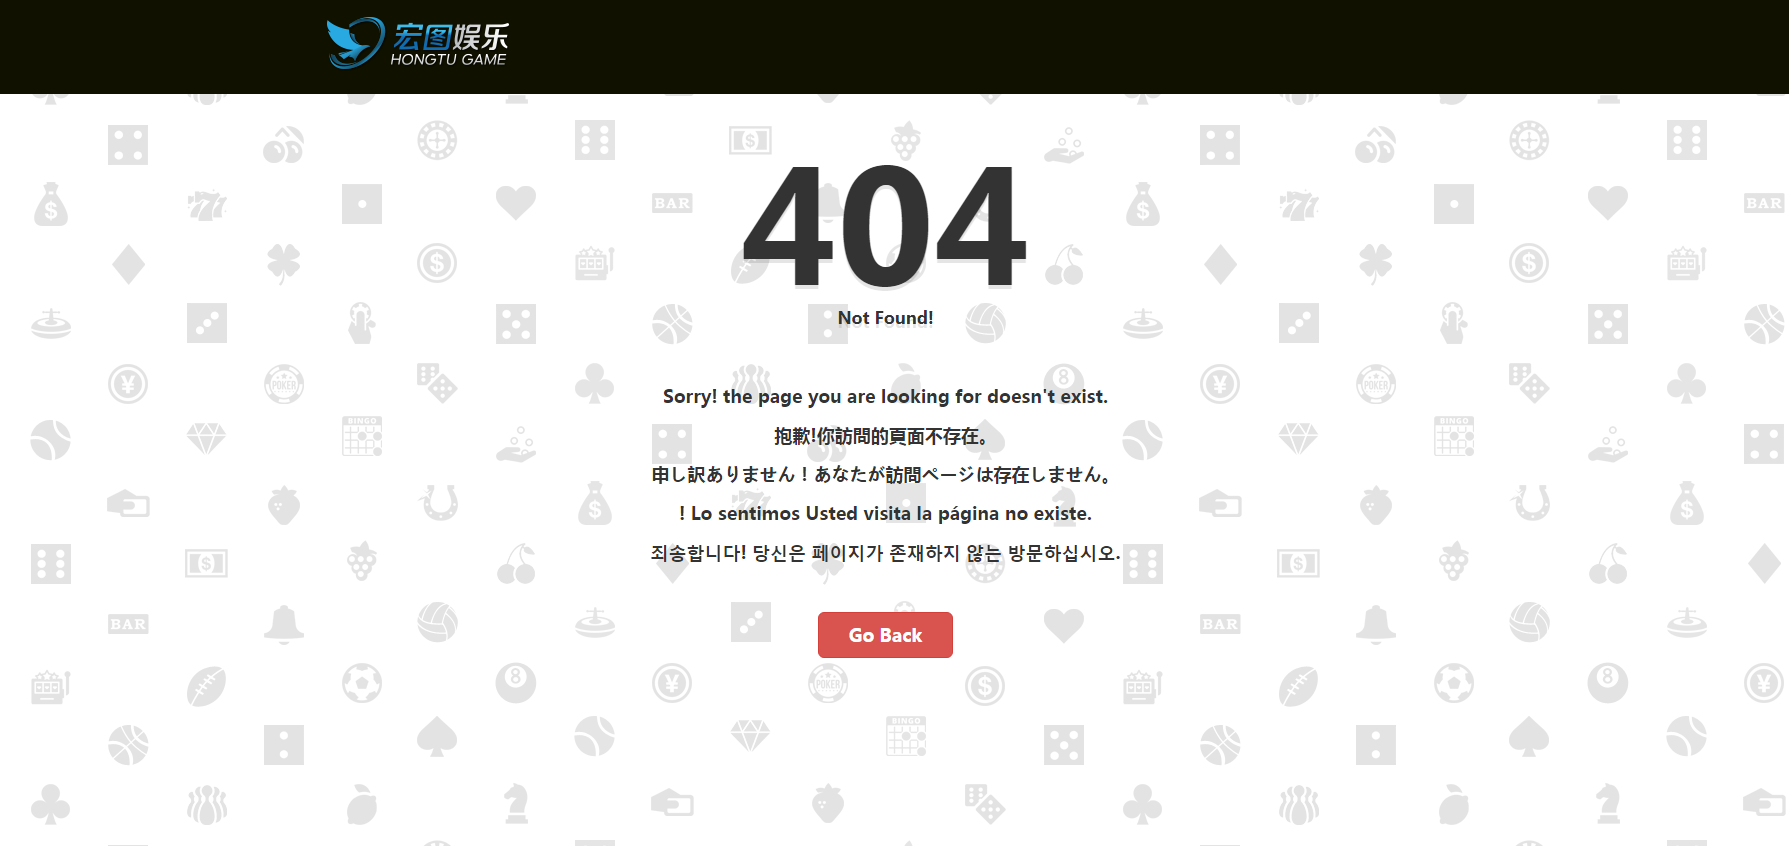 宏图娱乐
HONGTU GAME
404
Not Found!
Sorry! the page you are looking for doesn't exist.
抱歉!你訪問的頁面不存在。
申し訳ありません！あなたが訪問ページは存在しません。
! Lo sentimos Usted visita la página no existe.
죄송합니다! 당신은 페이지가 존재하지 않는 방문하십시오.
Go Back